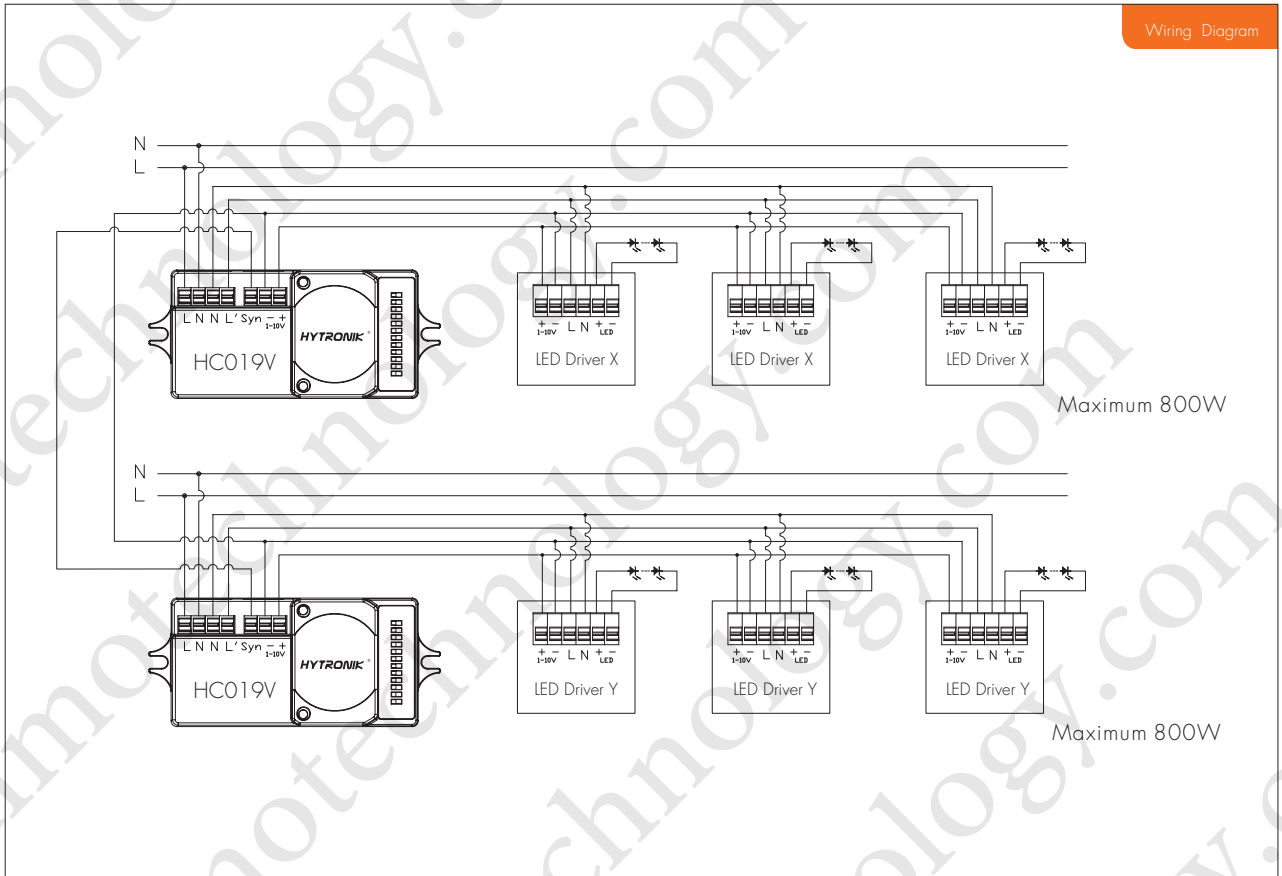 Wiring Diagram
N
L
L N N L' Syn - +
1-10V
HYTRONIK®
HC019V
+ - L N + -
1-10V LED
LED Driver X
+ - L N + -
1-10V LED
LED Driver X
+ - L N + -
1-10V LED
LED Driver X
Maximum 800W
N
L
L N N L' Syn - +
1-10V
HYTRONIK®
HC019V
+ - L N + -
1-10V LED
LED Driver Y
+ - L N + -
1-10V LED
LED Driver Y
+ - L N + -
1-10V LED
LED Driver Y
Maximum 800W